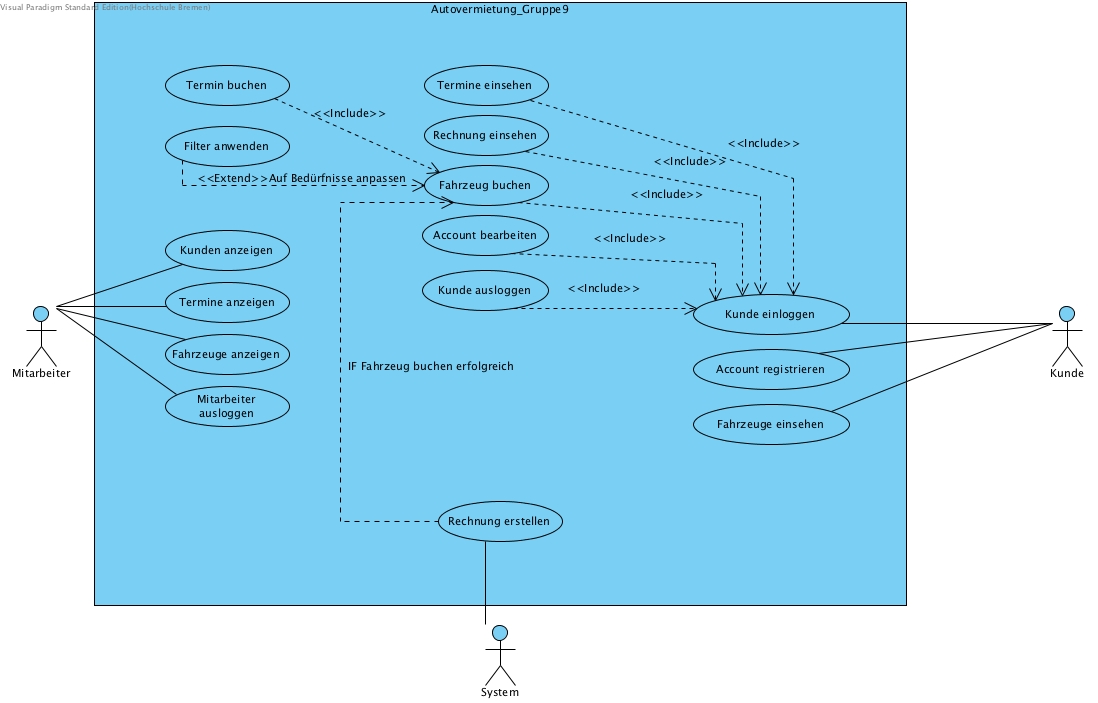 Visual Paradigm Standard Edition(Hochschule Bremen)
Autovermietung_Gruppe9
Termin buchen
Termine einsehen
<<Include>>
Filter anwenden
Rechnung einsehen
<<Include>>
<<Include>>
<<Extend>>Auf Bedürfnisse anpassen
Fahrzeug buchen
<<Include>>
Kunden anzeigen
Account bearbeiten
<<Include>>
Termine anzeigen
Kunde ausloggen
<<Include>>
Kunde einloggen
Fahrzeuge anzeigen
Mitarbeiter
IF Fahrzeug buchen erfolgreich
Account registrieren
Kunde
Mitarbeiter
ausloggen
Fahrzeuge einsehen
Rechnung erstellen
System